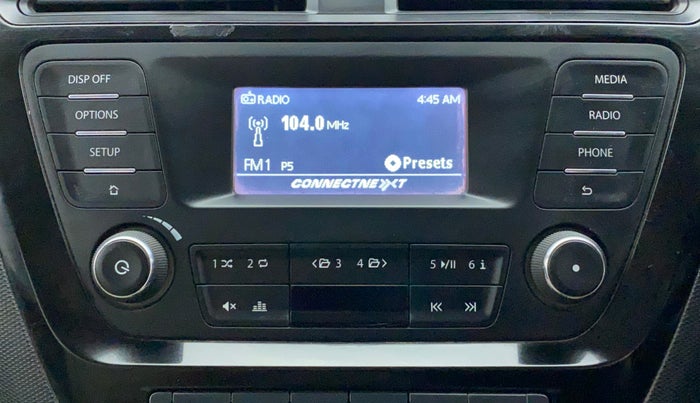 DISP OFF
OPTIONS
SETUP
RADIO 4:45 AM
104.0 MHz
FM1 P5 Presets
CONNECTNEXT
MEDIA
RADIO
PHONE
1 2 3 4 5 6 i